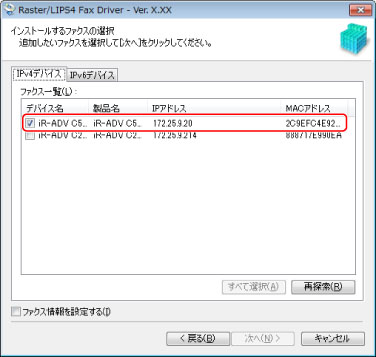 Raster/LIPS4 Fax Driver - Ver. X.XX
インストールするファクスの選択
追加したいファクスを選択して[次へ]をクリックしてください。
IPv4デバイス IPv6デバイス
ファクス一覧(L):
デバイス名 製品名 IPアドレス MACアドレス
iR-ADV C5... iR-ADV C5... 172.25.9.20 2C9EFC4E92...
iR-ADV C2... iR-ADV C2... 172.25.9.214 888717E990EA
すべて選択(A) 再探索(R)
ファクス情報を設定する(I)
< 戻る(B) 次へ(N) > キャンセル